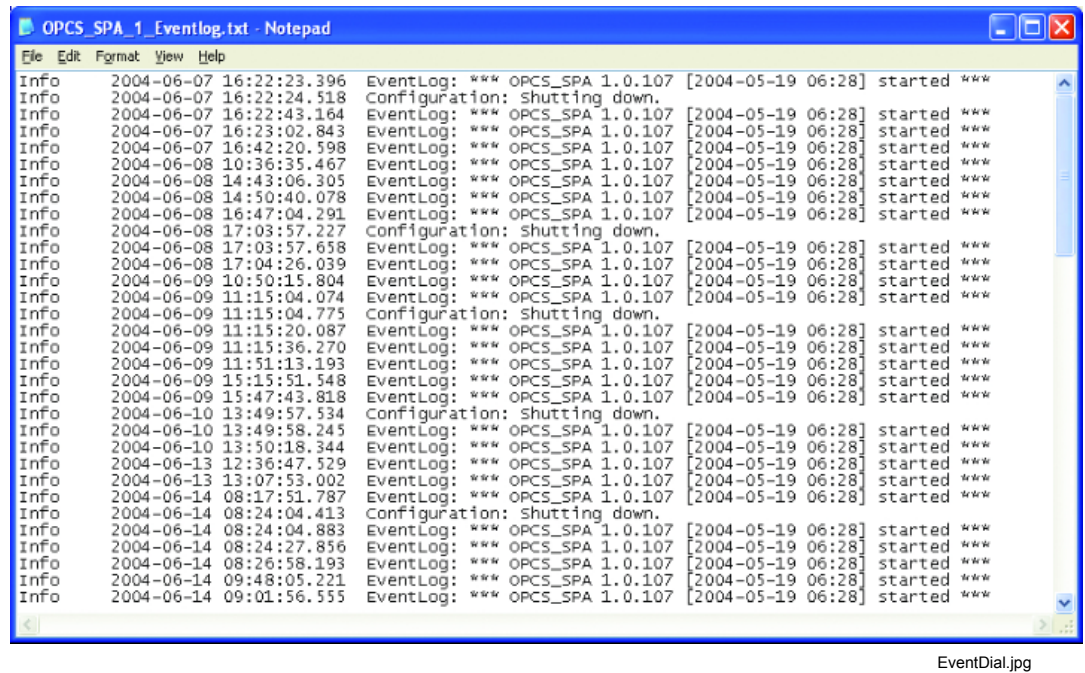 OPCS_SPA_1_Eventlog.txt - Notepad
File Edit Format View Help
Info 2004-06-07 16:22:23.396 EventLog: *** OPCS_SPA 1.0.107 [2004-05-19 06:28] started ***
Info 2004-06-07 16:22:24.518 Configuration: Shutting down.
Info 2004-06-07 16:22:43.164 EventLog: *** OPCS_SPA 1.0.107 [2004-05-19 06:28] started ***
Info 2004-06-07 16:23:02.843 EventLog: *** OPCS_SPA 1.0.107 [2004-05-19 06:28] started ***
Info 2004-06-07 16:42:20.598 EventLog: *** OPCS_SPA 1.0.107 [2004-05-19 06:28] started ***
Info 2004-06-08 10:36:35.467 EventLog: *** OPCS_SPA 1.0.107 [2004-05-19 06:28] started ***
Info 2004-06-08 14:43:06.305 EventLog: *** OPCS_SPA 1.0.107 [2004-05-19 06:28] started ***
Info 2004-06-08 14:50:40.078 EventLog: *** OPCS_SPA 1.0.107 [2004-05-19 06:28] started ***
Info 2004-06-08 16:47:04.291 EventLog: *** OPCS_SPA 1.0.107 [2004-05-19 06:28] started ***
Info 2004-06-08 17:03:57.227 Configuration: Shutting down.
Info 2004-06-08 17:03:57.658 EventLog: *** OPCS_SPA 1.0.107 [2004-05-19 06:28] started ***
Info 2004-06-08 17:04:26.039 EventLog: *** OPCS_SPA 1.0.107 [2004-05-19 06:28] started ***
Info 2004-06-09 10:50:15.804 EventLog: *** OPCS_SPA 1.0.107 [2004-05-19 06:28] started ***
Info 2004-06-09 11:15:04.074 EventLog: *** OPCS_SPA 1.0.107 [2004-05-19 06:28] started ***
Info 2004-06-09 11:15:04.775 Configuration: Shutting down.
Info 2004-06-09 11:15:20.087 EventLog: *** OPCS_SPA 1.0.107 [2004-05-19 06:28] started ***
Info 2004-06-09 11:15:36.270 EventLog: *** OPCS_SPA 1.0.107 [2004-05-19 06:28] started ***
Info 2004-06-09 11:51:13.193 EventLog: *** OPCS_SPA 1.0.107 [2004-05-19 06:28] started ***
Info 2004-06-09 15:15:51.548 EventLog: *** OPCS_SPA 1.0.107 [2004-05-19 06:28] started ***
Info 2004-06-09 15:47:43.818 EventLog: *** OPCS_SPA 1.0.107 [2004-05-19 06:28] started ***
Info 2004-06-10 13:49:57.534 Configuration: Shutting down.
Info 2004-06-10 13:49:58.245 EventLog: *** OPCS_SPA 1.0.107 [2004-05-19 06:28] started ***
Info 2004-06-10 13:50:18.344 EventLog: *** OPCS_SPA 1.0.107 [2004-05-19 06:28] started ***
Info 2004-06-13 12:36:47.529 EventLog: *** OPCS_SPA 1.0.107 [2004-05-19 06:28] started ***
Info 2004-06-13 13:07:53.002 EventLog: *** OPCS_SPA 1.0.107 [2004-05-19 06:28] started ***
Info 2004-06-14 08:17:51.787 EventLog: *** OPCS_SPA 1.0.107 [2004-05-19 06:28] started ***
Info 2004-06-14 08:24:04.413 Configuration: Shutting down.
Info 2004-06-14 08:24:04.883 EventLog: *** OPCS_SPA 1.0.107 [2004-05-19 06:28] started ***
Info 2004-06-14 08:24:27.856 EventLog: *** OPCS_SPA 1.0.107 [2004-05-19 06:28] started ***
Info 2004-06-14 08:26:58.193 EventLog: *** OPCS_SPA 1.0.107 [2004-05-19 06:28] started ***
Info 2004-06-14 09:48:05.221 EventLog: *** OPCS_SPA 1.0.107 [2004-05-19 06:28] started ***
Info 2004-06-14 09:01:56.555 EventLog: *** OPCS_SPA 1.0.107 [2004-05-19 06:28] started ***
EventDial.jpg